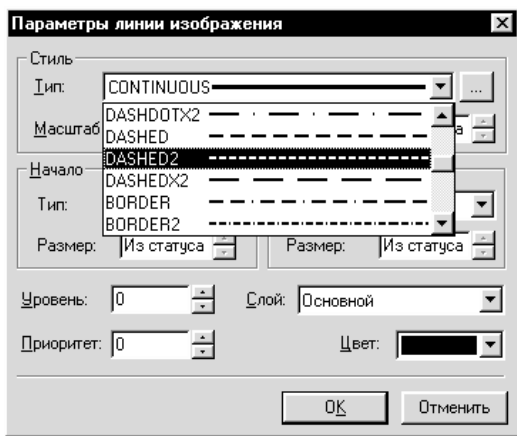 Параметры линии изображения
Стиль
Тип: CONTINUOUS ...
DASHDOTX2
Масштаб а
DASHED
DASHED2
Начало
DASHEDX2
Тип: BORDER
BORDER2
Размер: Из статуса Размер: Из статуса
Уровень: 0 Слой: Основной
Приоритет: 0 Цвет:
OK Отменить